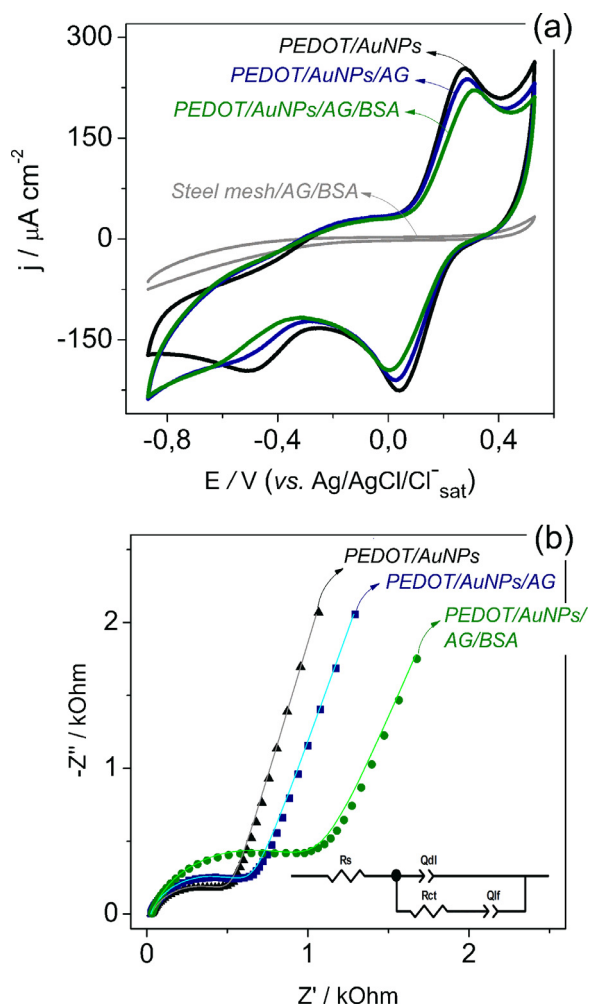 (a)
300
PEDOT/AuNPs
PEDOT/AuNPs/AG
PEDOT/AuNPs/AG/BSA
150
Steel mesh/AG/BSA
0
-150
j / µA cm-2
-0,8 -0,4 0,0 0,4
E / V (vs. Ag/AgCl/Cl-sat)
(b)
PEDOT/AuNPs
PEDOT/AuNPs/AG
PEDOT/AuNPs/
AG/BSA
2
1
0
-Z'' / kOhm
Rs Qdl
Rct Qlf
0 1 2
Z' / kOhm